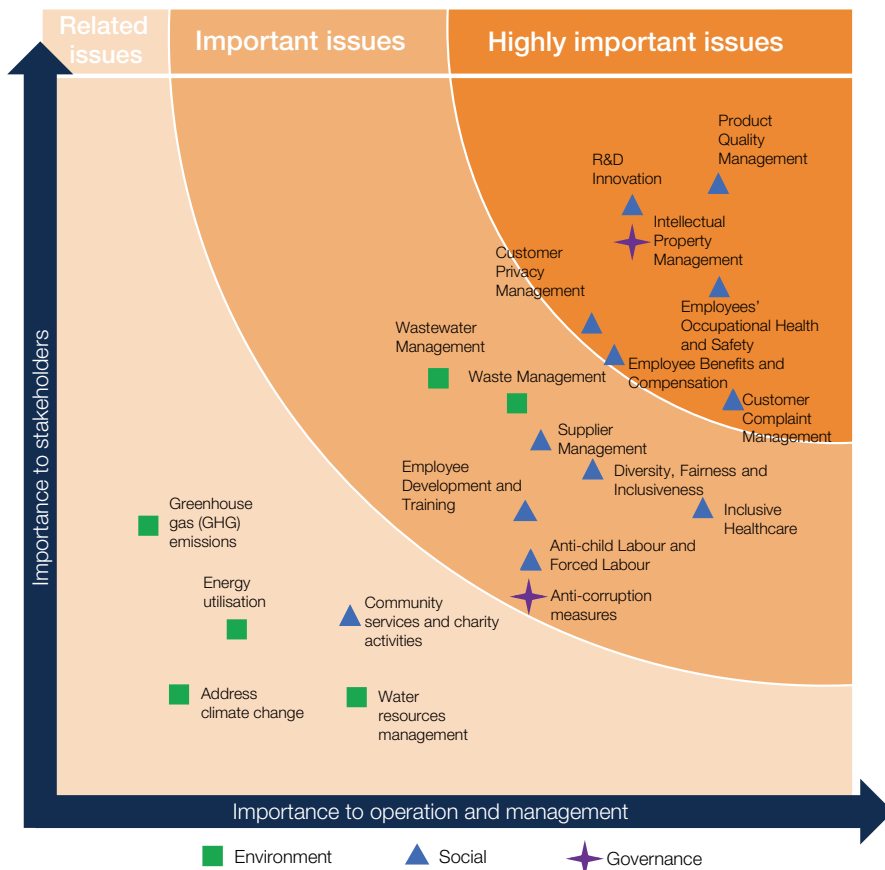 Related
issues
Important issues
Highly important issues
Product
Quality
Management
R&D
Innovation
Intellectual
Property
Management
Customer
Privacy
Management
Employees'
Occupational Health
and Safety
Wastewater
Management
Waste Management
Employee Benefits and
Compensation
Customer
Complaint
Management
Supplier
Management
Employee
Development and
Training
Diversity, Fairness and
Inclusiveness
Inclusive
Healthcare
Greenhouse
gas (GHG)
emissions
Anti-child Labour and
Forced Labour
Energy
utilisation
Community
services and charity
activities
Anti-corruption
measures
Address
climate change
Water
resources
management
Importance to stakeholders
Importance to operation and management
Environment
Social
Governance